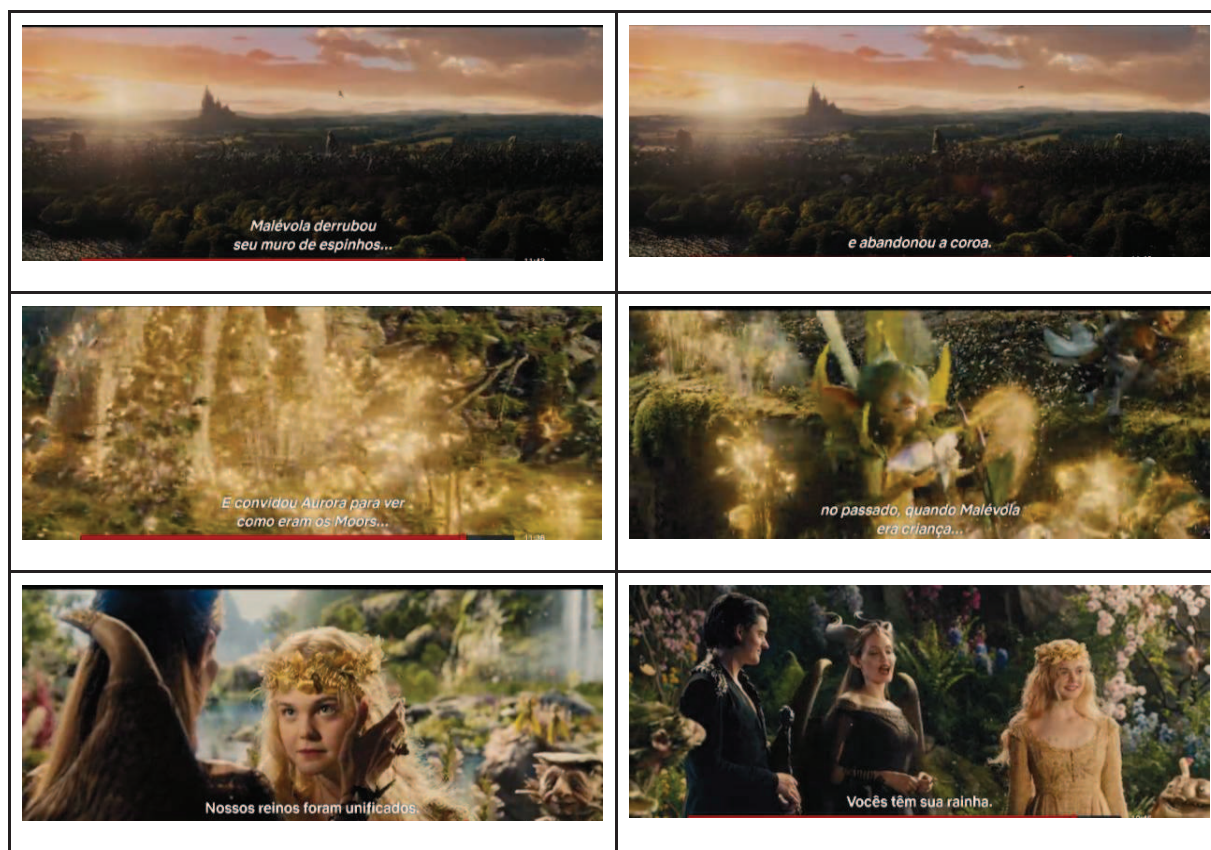 Malévola derrubou
seu muro de espinhos...
e abandonou a coroa.
E convidou Aurora para ver
como eram os Moors...
no passado, quando Malévola
era criança...
Nossos reinos foram unificados.
Vocês têm sua rainha.